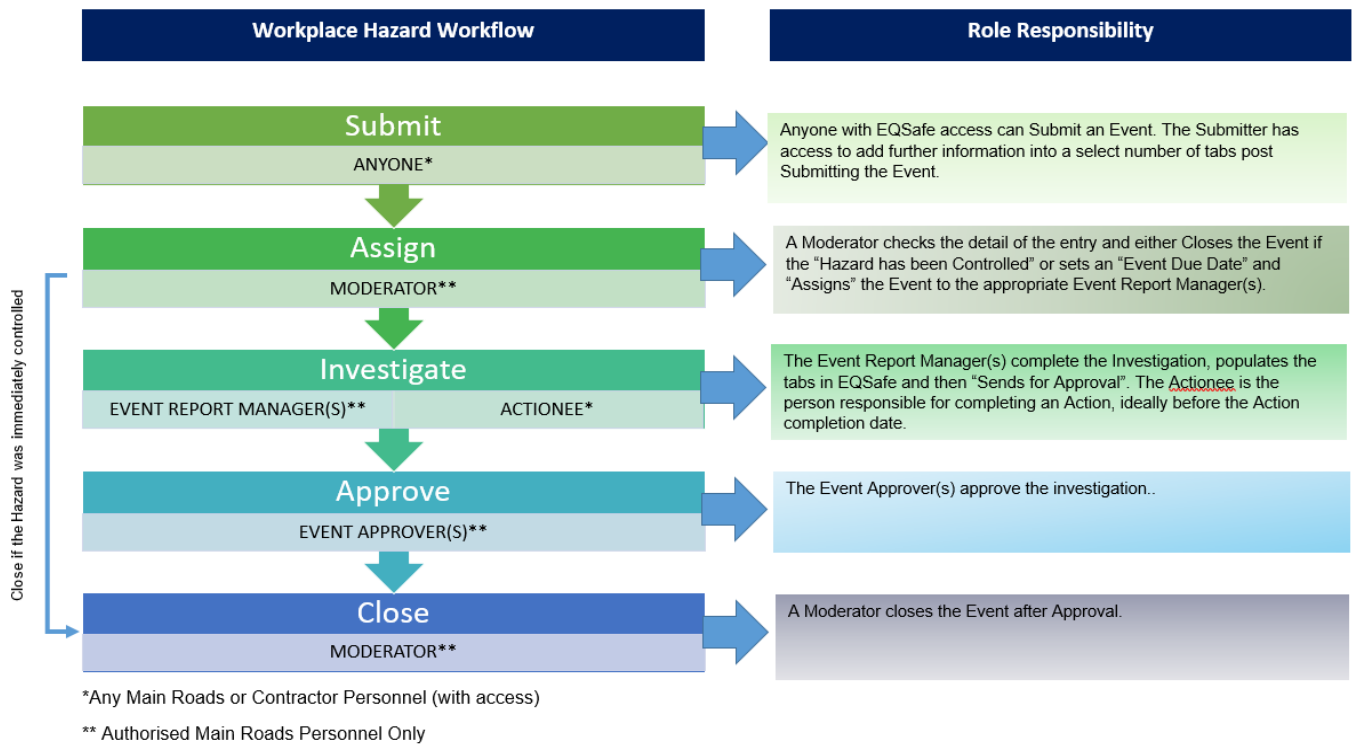 Workplace Hazard Workflow
Role Responsibility
Submit
ANYONE*
Anyone with EQSafe access can Submit an Event. The Submitter has
access to add further information into a select number of tabs post
Submitting the Event.
Assign
MODERATOR**
A Moderator checks the detail of the entry and either Closes the Event if
the “Hazard has been Controlled” or sets an “Event Due Date” and
“Assigns” the Event to the appropriate Event Report Manager(s).
Investigate
EVENT REPORT MANAGER(S)**
ACTIONEE*
The Event Report Manager(s) complete the Investigation, populates the
tabs in EQSafe and then “Sends for Approval”. The Actionee is the
person responsible for completing an Action, ideally before the Action
completion date.
Approve
EVENT APPROVER(S)**
The Event Approver(s) approve the investigation..
Close
MODERATOR**
A Moderator closes the Event after Approval.
Close if the Hazard was immediately controlled
*Any Main Roads or Contractor Personnel (with access)
** Authorised Main Roads Personnel Only